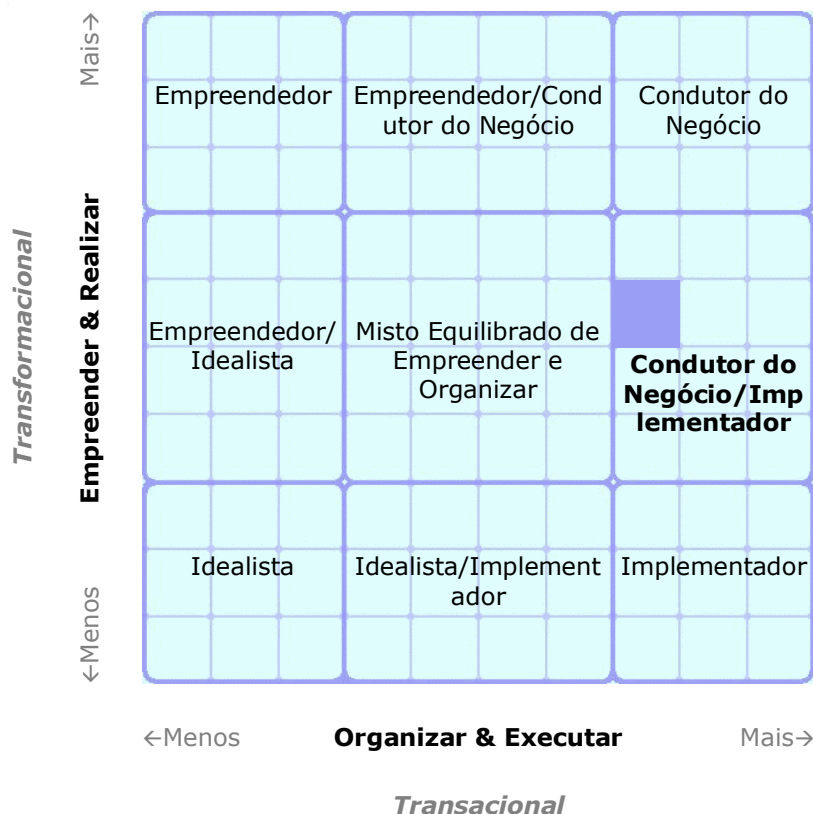 Mais→
Empreendedor
Empreendedor/Cond
utor do Negócio
Condutor do
Negócio
Transformacional
Empreender & Realizar
Empreendedor/
Idealista
Misto Equilibrado de
Empreender e
Organizar
Condutor do
Negócio/Imp
lementador
Idealista
Idealista/Implement
ador
Implementador
←Menos
←Menos
Organizar & Executar
Mais→
Transacional